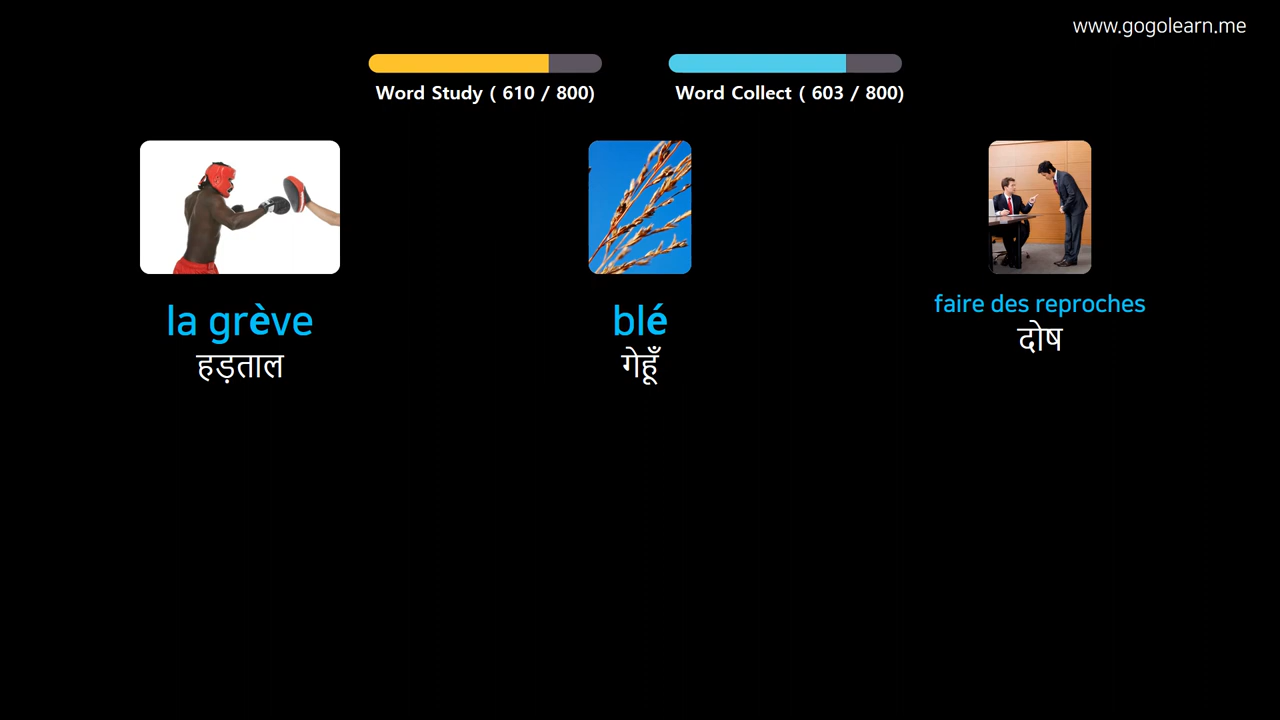 www.gogolearn.me
Word Study ( 610 / 800)
Word Collect ( 603 / 800)
la grève
हड़ताल
blé
गेहूँ
faire des reproches
दोष